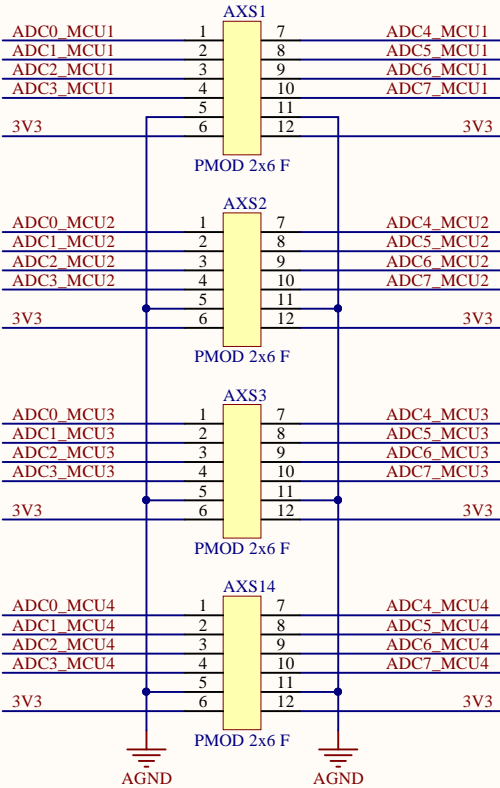 AXS1
ADC0_MCU1 1 7 ADC4_MCU1
ADC1_MCU1 2 8 ADC5_MCU1
ADC2_MCU1 3 9 ADC6_MCU1
ADC3_MCU1 4 10 ADC7_MCU1
5 11
3V3 6 12 3V3
PMOD 2x6 F
AXS2
ADC0_MCU2 1 7 ADC4_MCU2
ADC1_MCU2 2 8 ADC5_MCU2
ADC2_MCU2 3 9 ADC6_MCU2
ADC3_MCU2 4 10 ADC7_MCU2
5 11
3V3 6 12 3V3
PMOD 2x6 F
AXS3
ADC0_MCU3 1 7 ADC4_MCU3
ADC1_MCU3 2 8 ADC5_MCU3
ADC2_MCU3 3 9 ADC6_MCU3
ADC3_MCU3 4 10 ADC7_MCU3
5 11
3V3 6 12 3V3
PMOD 2x6 F
AXS14
ADC0_MCU4 1 7 ADC4_MCU4
ADC1_MCU4 2 8 ADC5_MCU4
ADC2_MCU4 3 9 ADC6_MCU4
ADC3_MCU4 4 10 ADC7_MCU4
5 11
3V3 6 12 3V3
PMOD 2x6 F
AGND AGND